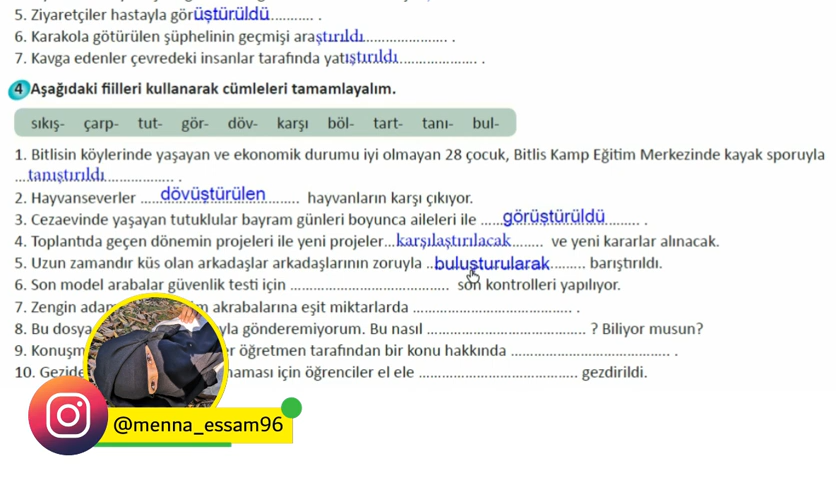 5. Ziyaretçiler hastayla görüştürüldü............ .
6. Karakola götürülen şüphelinin geçmişi araştırıldı........................ .
7. Kavga edenler çevredeki insanlar tarafında yatıştırıldı...................... .
4 Aşağıdaki fiilleri kullanarak cümleleri tamamlayalım.
sıkış- çarp- tut- gör- döv- karşı böl- tart- tanı- bul-
1. Bitlisin köylerinde yaşayan ve ekonomik durumu iyi olmayan 28 çocuk, Bitlis Kamp Eğitim Merkezinde kayak sporuyla
...tanıştırıldı.................... .
2. Hayvanseverler .....dövüştürülen......... hayvanların karşı çıkıyor.
3. Cezaevinde yaşayan tutuklular bayram günleri boyunca aileleri ile ......görüştürüldü......... .
4. Toplantıda geçen dönemin projeleri ile yeni projeler...karşılaştırılacak........ ve yeni kararlar alınacak.
5. Uzun zamandır küs olan arkadaşlar arkadaşlarının zoruyla ..buluşturularak......... barıştırıldı.
6. Son model arabalar güvenlik testi için ........................................ son kontrolleri yapılıyor.
7. Zengin adam akrabalarına eşit miktarlarda ........................................ .
8. Bu dosya gönderemiyorum. Bu nasıl ........................................ ? Biliyor musun?
9. Konuşm öğretmen tarafından bir konu hakkında ........................................ .
10. Gezide için öğrenciler el ele ........................................ gezdirildi.
@menna_essam96